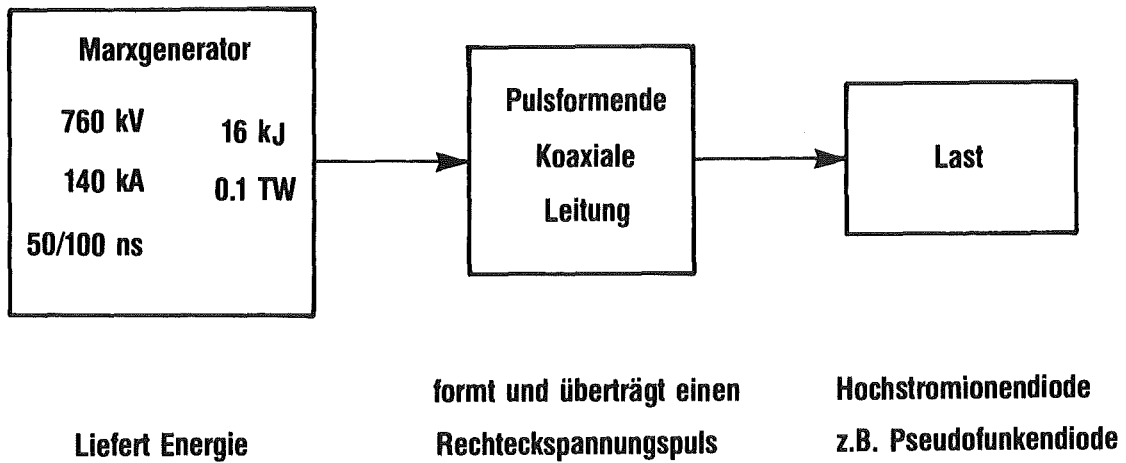 Marxgenerator
760 kV
16 kJ
140 kA
0.1 TW
50/100 ns
Pulsformende
Koaxiale
Leitung
Last
Liefert Energie
formt und überträgt einen
Rechteckspannungspuls
Hochstromionendiode
z.B. Pseudofunkendiode